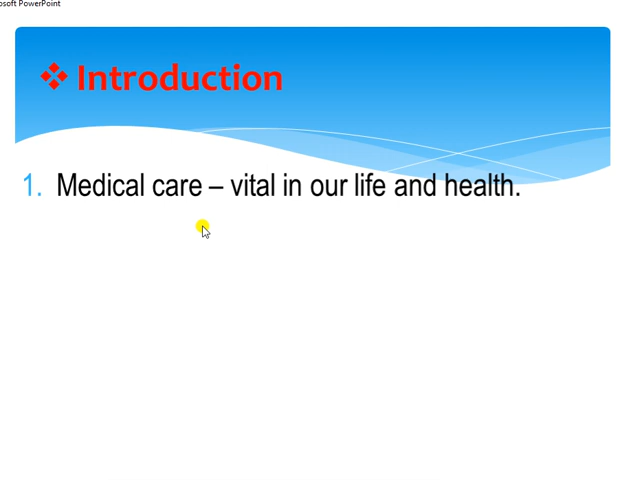 osoft PowerPoint
❖ Introduction
1. Medical care – vital in our life and health.